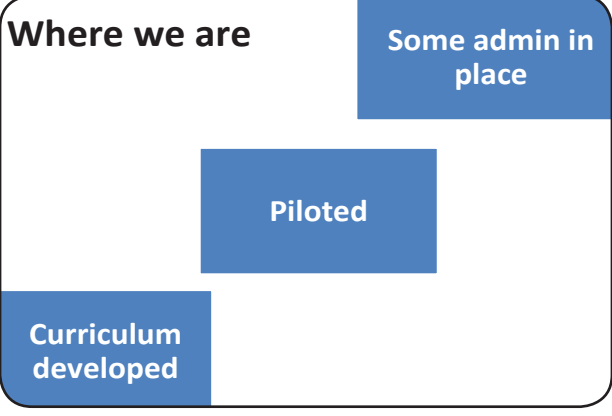 Where we are
Some admin in
place
Piloted
Curriculum
developed